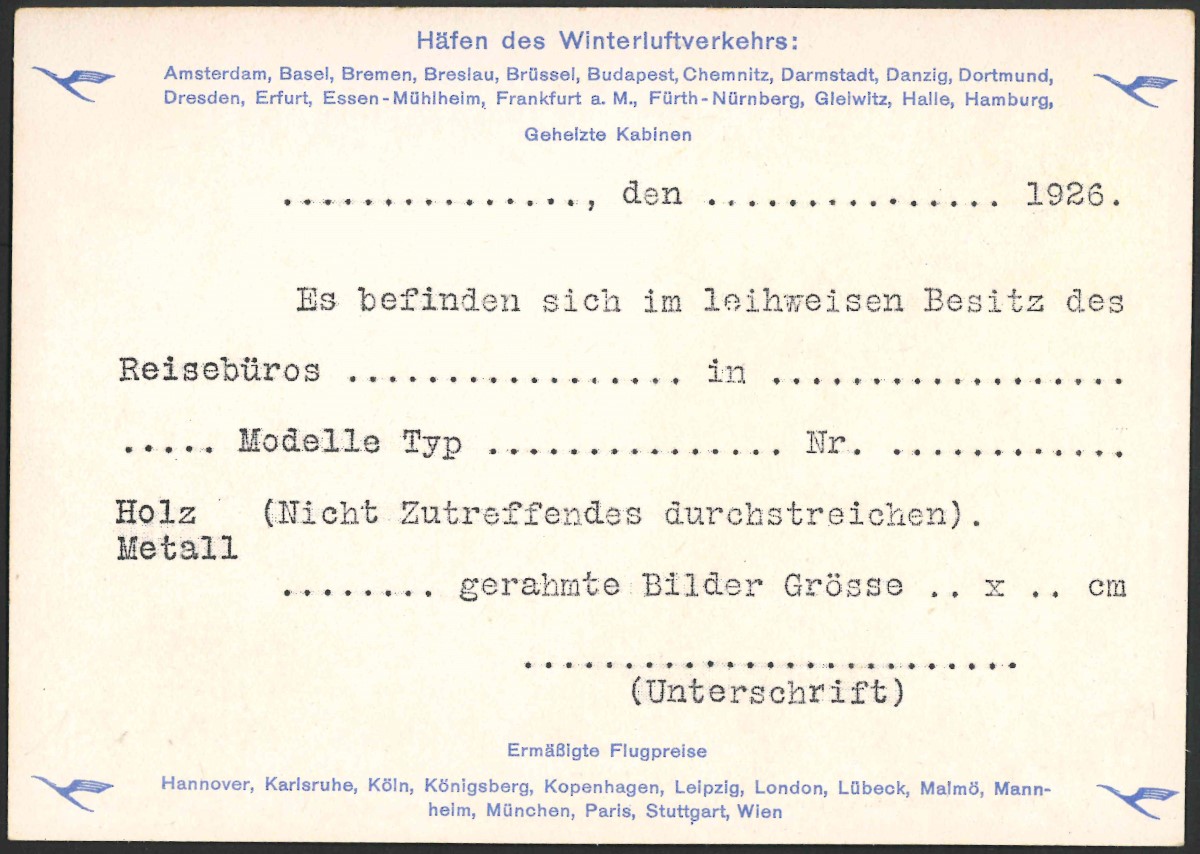 Häfen des Winterluftverkehrs:
Amsterdam, Basel, Bremen, Breslau, Brüssel, Budapest, Chemnitz, Darmstadt, Danzig, Dortmund,
Dresden, Erfurt, Essen-Mühlheim, Frankfurt a. M., Fürth-Nürnberg, Gleiwitz, Halle, Hamburg,
Geheizte Kabinen
..............., den ............... 1926.
Es befinden sich im leihweisen Besitz des
Reisebüros ................. in ..................
..... Modelle Typ ............... Nr. ............
Holz (Nicht Zutreffendes durchstreichen).
Metall
........ gerahmte Bilder Grösse .. x .. cm
.........................
(Unterschrift)
Ermäßigte Flugpreise
Hannover, Karlsruhe, Köln, Königsberg, Kopenhagen, Leipzig, London, Lübeck, Malmö, Mann-
heim, München, Paris, Stuttgart, Wien